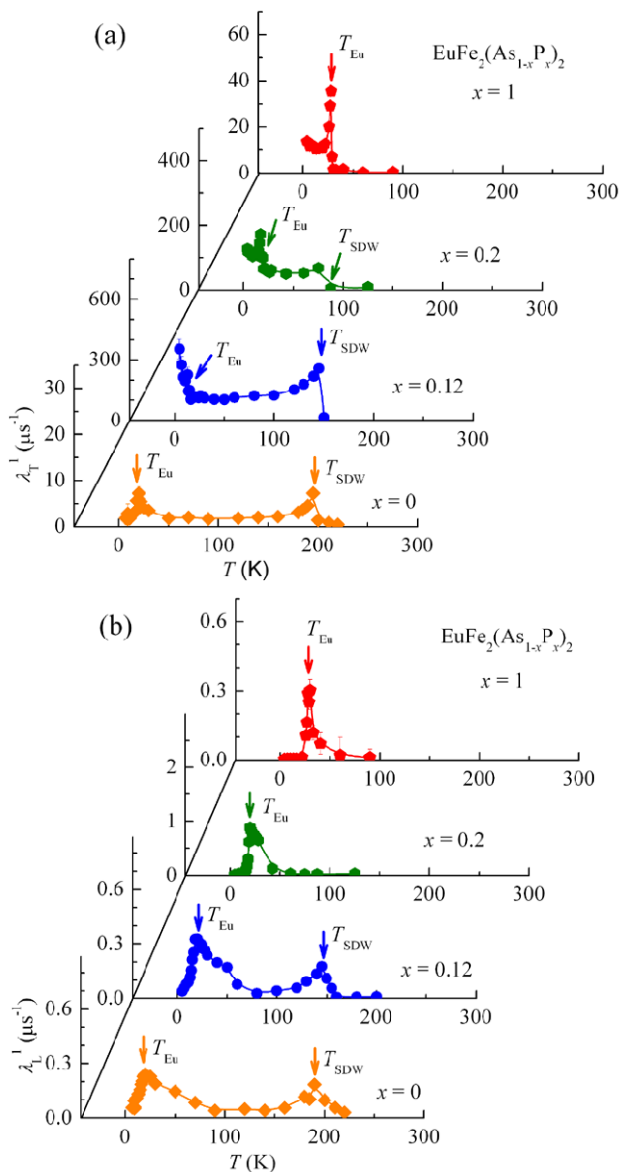 (a)
60
40
20
0
T_Eu
EuFe₂(As₁₋ₓPₓ)₂
x = 1
0 100 200 300
400
200
0
T_Eu
T_SDW
x = 0.2
0 100 200 300
600
300
0
T_Eu
T_SDW
x = 0.12
0 100 200 300
30
20
10
0
λ_T¹ (μs⁻¹)
T_Eu
T_SDW
x = 0
0 100 200 300
T (K)
(b)
0.6
0.3
0.0
T_Eu
EuFe₂(As₁₋ₓPₓ)₂
x = 1
0 100 200 300
2
1
0
T_Eu
x = 0.2
0 100 200 300
0.6
0.3
0.0
T_Eu
T_SDW
x = 0.12
0 100 200 300
0.6
0.3
0.0
λ_L¹ (μs⁻¹)
T_Eu
T_SDW
x = 0
0 100 200 300
T (K)